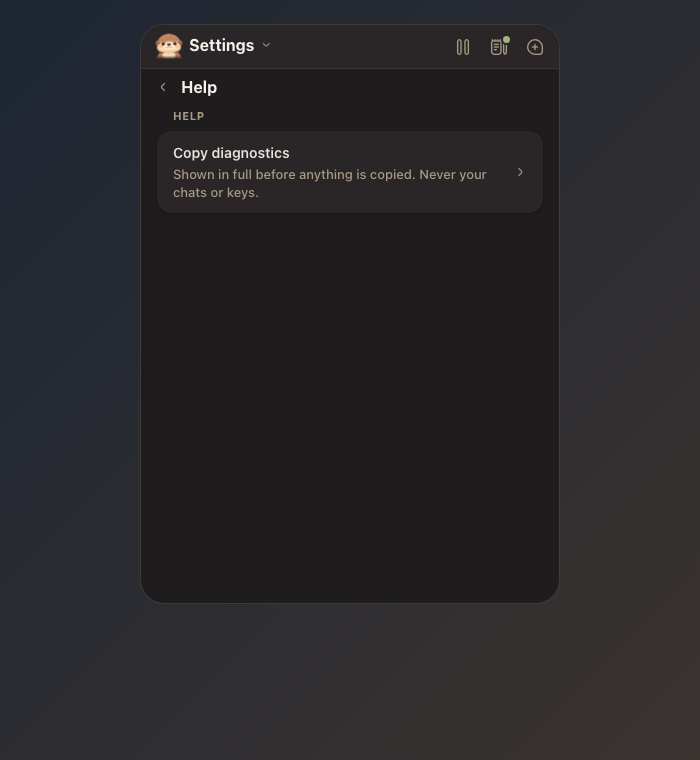 Settings
Help
HELP
Copy diagnostics
Shown in full before anything is copied. Never your
chats or keys.